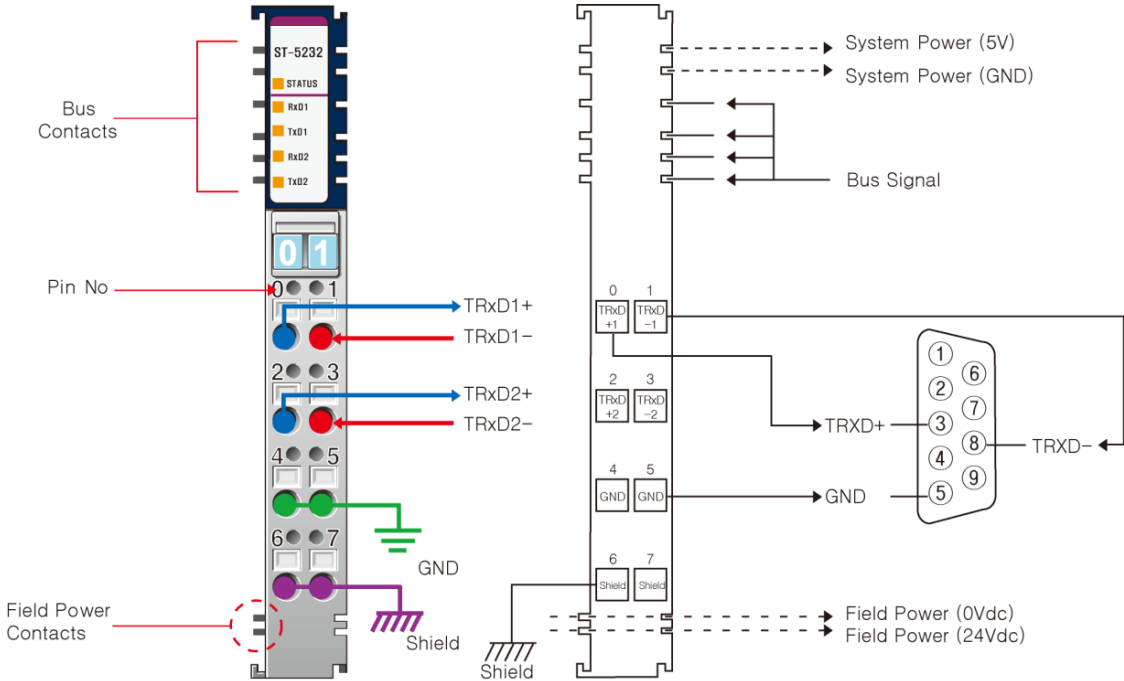 ST-5232
STATUS
RxD1
TxD1
RxD2
TxD2
Bus
Contacts
01
Pin No
0 1
TRxD1+
TRxD1-
2 3
TRxD2+
TRxD2-
4 5
GND
6 7
Shield
Field Power
Contacts
System Power (5V)
System Power (GND)
Bus Signal
0 1
TRxD
+1
TRxD
-1
2 3
TRxD
+2
TRxD
-2
4 5
GND GND
6 7
Shield Shield
Shield
TRXD+
GND
1
2
3
4
5
6
7
8
9
TRXD-
Field Power (0Vdc)
Field Power (24Vdc)